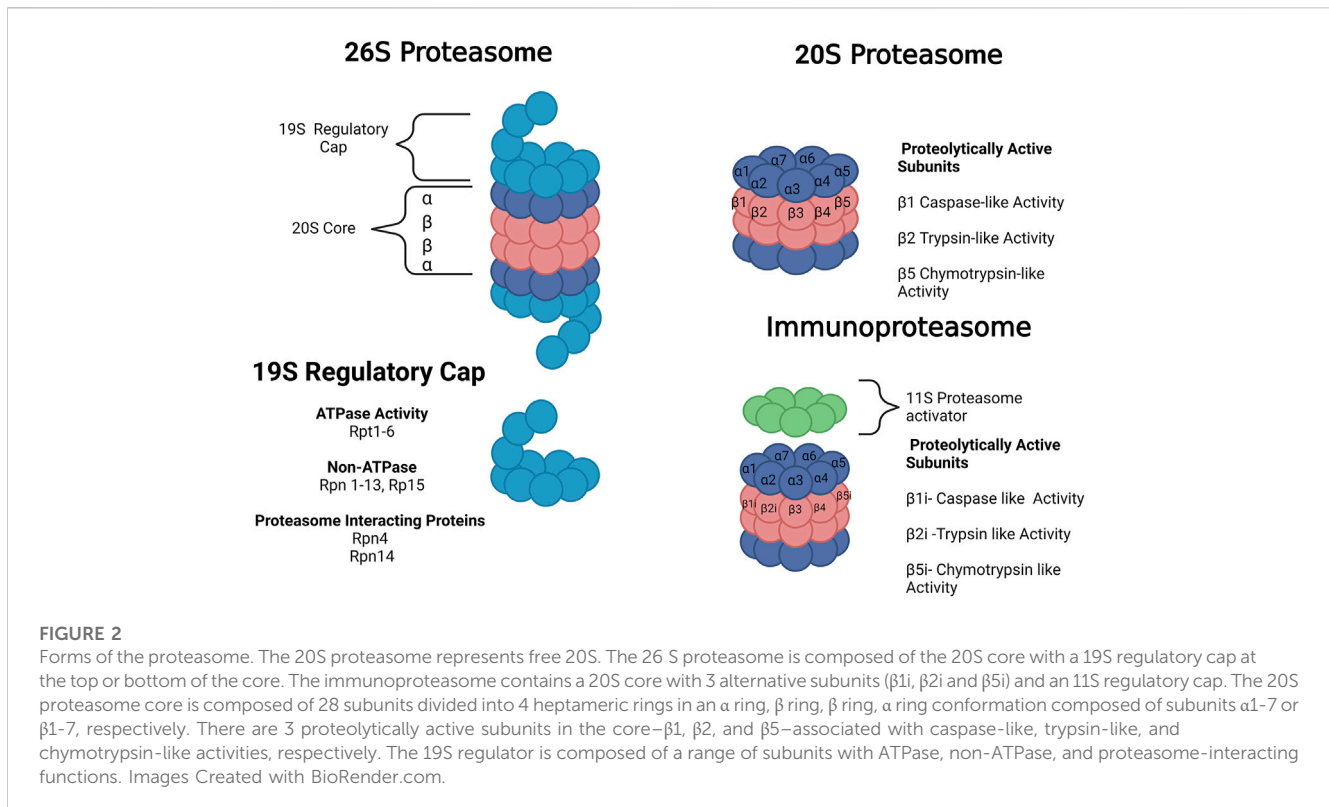 26S Proteasome
19S Regulatory
Cap
20S Core
α
β
β
α
19S Regulatory Cap
ATPase Activity
Rpt1-6
Non-ATPase
Rpn 1-13, Rp15
Proteasome Interacting Proteins
Rpn4
Rpn14
20S Proteasome
α7 α6
α1 α5
α2 α3 α4
β1 β5
β2 β3 β4
Proteolytically Active
Subunits
β1 Caspase-like Activity
β2 Trypsin-like Activity
β5 Chymotrypsin-like
Activity
Immunoproteasome
11S Proteasome
activator
α7 α6
α1 α5
α2 α3 α4
β1i β5i
β2i β3 β4
Proteolytically Active
Subunits
β1i- Caspase like Activity
β2i -Trypsin like Activity
β5i- Chymotrypsin like
Activity
FIGURE 2
Forms of the proteasome. The 20S proteasome represents free 20S. The 26 S proteasome is composed of the 20S core with a 19S regulatory cap at
the top or bottom of the core. The immunoproteasome contains a 20S core with 3 alternative subunits (β1i, β2i and β5i) and an 11S regulatory cap. The 20S
proteasome core is composed of 28 subunits divided into 4 heptameric rings in an α ring, β ring, β ring, α ring conformation composed of subunits α1-7 or
β1-7, respectively. There are 3 proteolytically active subunits in the core–β1, β2, and β5–associated with caspase-like, trypsin-like, and
chymotrypsin-like activities, respectively. The 19S regulator is composed of a range of subunits with ATPase, non-ATPase, and proteasome-interacting
functions. Images Created with BioRender.com.